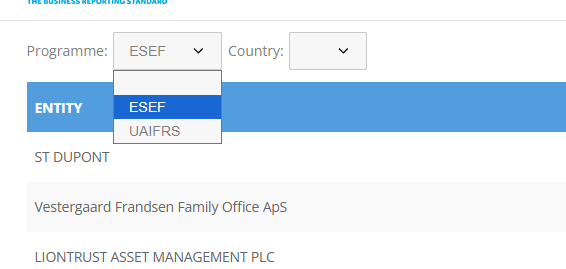 THE BUSINESS REPORTING STANDARD
Programme: ESEF Country:
ENTITY
ESEF
UAIFRS
ST DUPONT
Vestergaard Frandsen Family Office ApS
LIONTRUST ASSET MANAGEMENT PLC